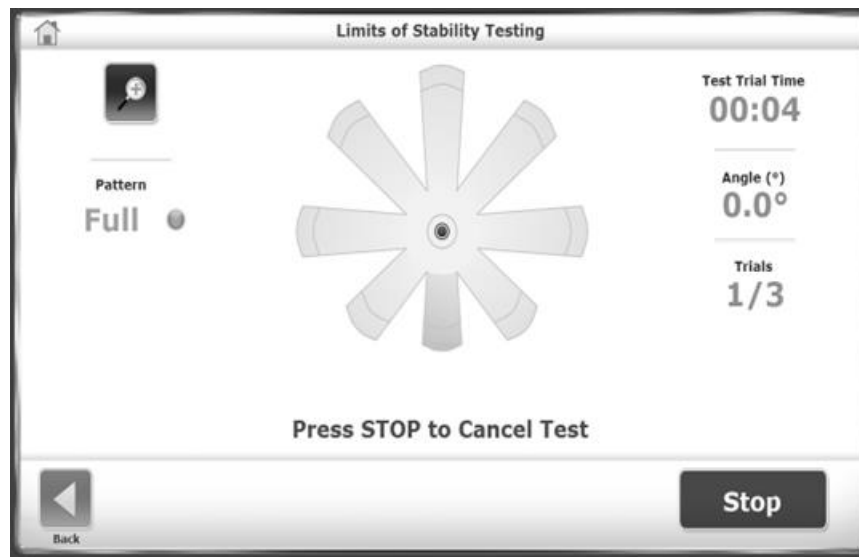 Limits of Stability Testing
Pattern
Full
Test Trial Time
00:04
Angle (°)
0.0°
Trials
1/3
Press STOP to Cancel Test
Back
Stop